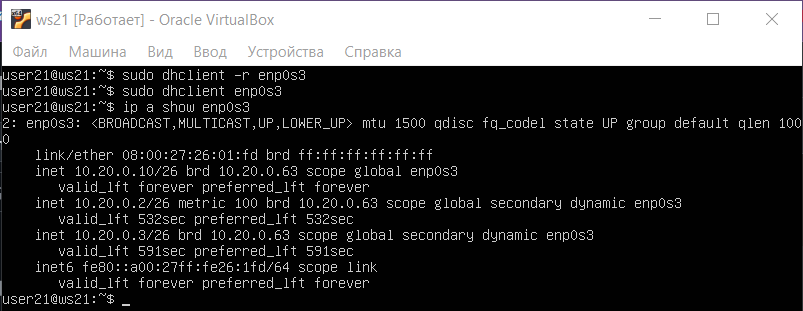 ws21 [Работает] - Oracle VirtualBox
Файл Машина Вид Ввод Устройства Справка
user21@ws21:~$ sudo dhclient -r enp0s3
user21@ws21:~$ sudo dhclient enp0s3
user21@ws21:~$ ip a show enp0s3
2: enp0s3: <BROADCAST,MULTICAST,UP,LOWER_UP> mtu 1500 qdisc fq_codel state UP group default qlen 100
0
    link/ether 08:00:27:26:01:fd brd ff:ff:ff:ff:ff:ff
    inet 10.20.0.10/26 brd 10.20.0.63 scope global enp0s3
       valid_lft forever preferred_lft forever
    inet 10.20.0.2/26 metric 100 brd 10.20.0.63 scope global secondary dynamic enp0s3
       valid_lft 532sec preferred_lft 532sec
    inet 10.20.0.3/26 brd 10.20.0.63 scope global secondary dynamic enp0s3
       valid_lft 591sec preferred_lft 591sec
    inet6 fe80::a00:27ff:fe26:1fd/64 scope link
       valid_lft forever preferred_lft forever
user21@ws21:~$ _